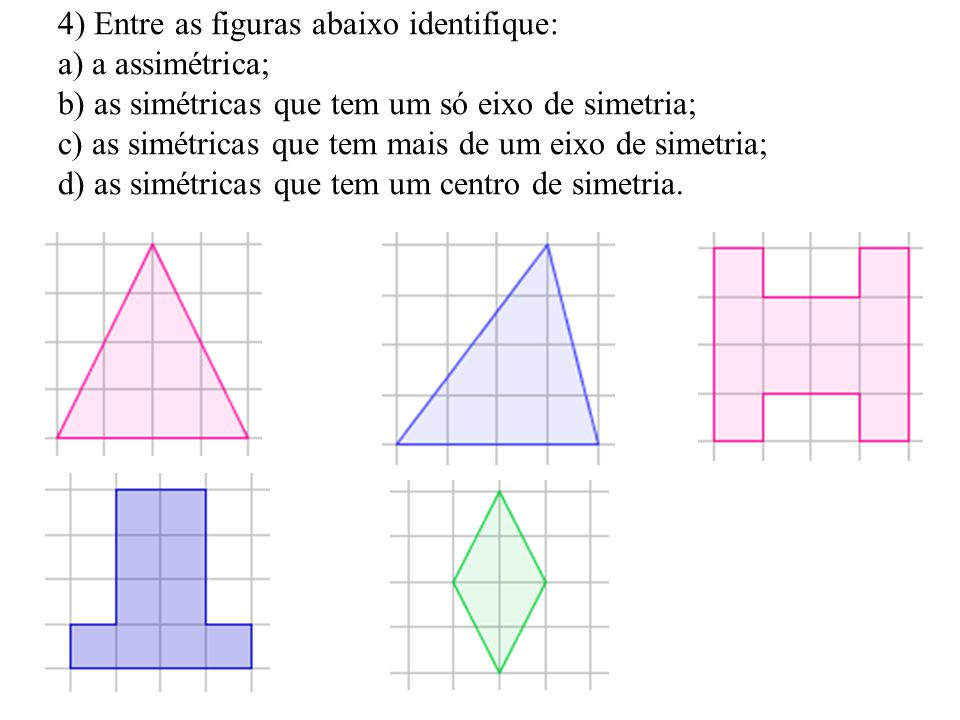 4) Entre as figuras abaixo identifique:
a) a assimétrica;
b) as simétricas que tem um só eixo de simetria;
c) as simétricas que tem mais de um eixo de simetria;
d) as simétricas que tem um centro de simetria.